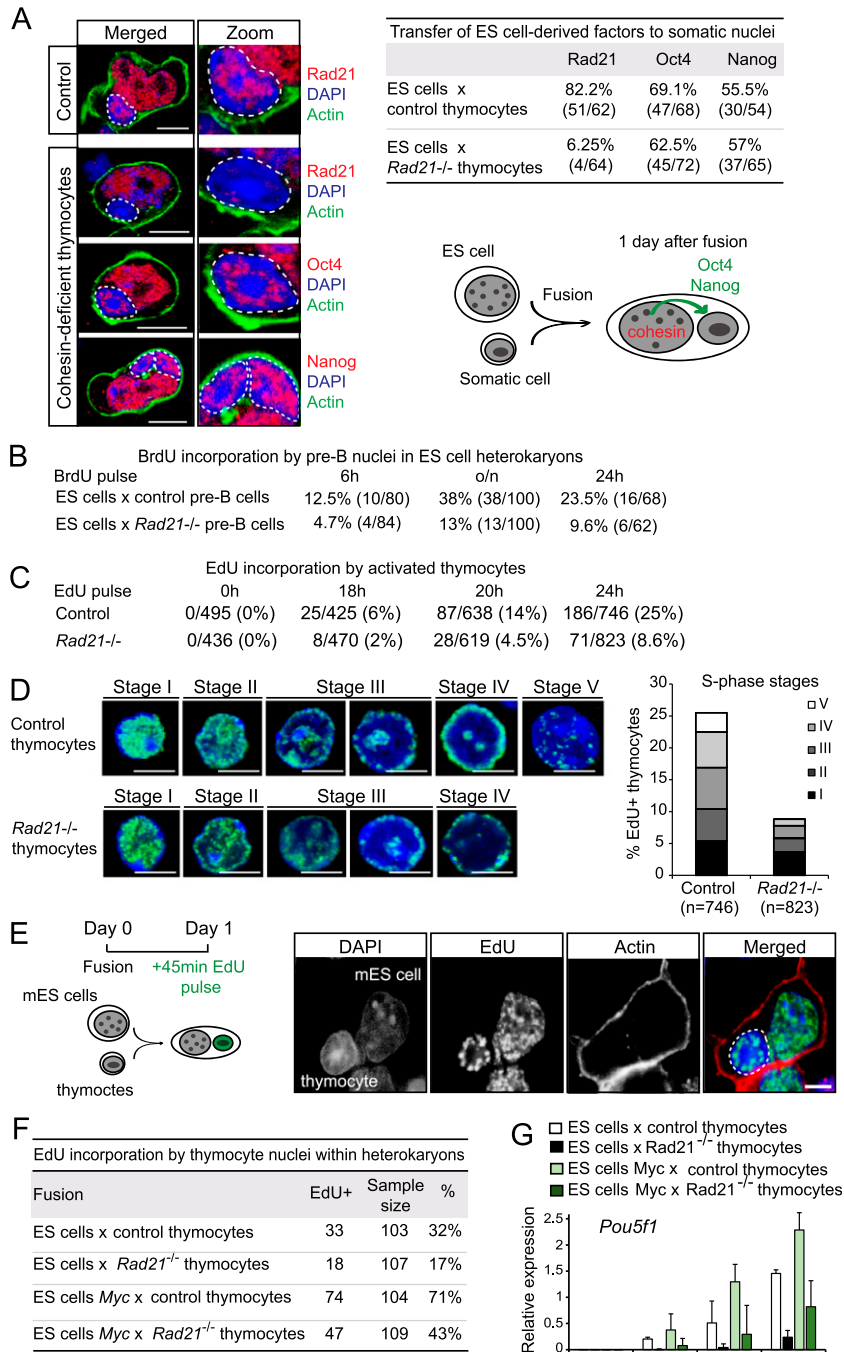 A
Merged
Zoom
Control
Rad21
DAPI
Actin
Cohesin-deficient thymocytes
Rad21
DAPI
Actin
Oct4
DAPI
Actin
Nanog
DAPI
Actin
Transfer of ES cell-derived factors to somatic nuclei
Rad21 Oct4 Nanog
ES cells x control thymocytes 82.2% (51/62) 69.1% (47/68) 55.5% (30/54)
ES cells x Rad21-/- thymocytes 6.25% (4/64) 62.5% (45/72) 57% (37/65)
ES cell
Fusion
Somatic cell
1 day after fusion
Oct4
Nanog
cohesin
B
BrdU incorporation by pre-B nuclei in ES cell heterokaryons
BrdU pulse 6h o/n 24h
ES cells x control pre-B cells 12.5% (10/80) 38% (38/100) 23.5% (16/68)
ES cells x Rad21-/- pre-B cells 4.7% (4/84) 13% (13/100) 9.6% (6/62)
C
EdU incorporation by activated thymocytes
EdU pulse 0h 18h 20h 24h
Control 0/495 (0%) 25/425 (6%) 87/638 (14%) 186/746 (25%)
Rad21-/- 0/436 (0%) 8/470 (2%) 28/619 (4.5%) 71/823 (8.6%)
D
Stage I Stage II Stage III Stage IV Stage V
Control
thymocytes
Stage I Stage II Stage III Stage IV
Rad21-/-
thymocytes
S-phase stages
% EdU+ thymocytes
30
25
20
15
10
5
0
V
IV
III
II
I
Control
(n=746)
Rad21-/-
(n=823)
E
Day 0 Day 1
Fusion
+45min EdU
pulse
mES cells
thymoctes
DAPI EdU Actin Merged
mES cell
thymocyte
F
EdU incorporation by thymocyte nuclei within heterokaryons
Fusion EdU+ Sample size %
ES cells x control thymocytes 33 103 32%
ES cells x Rad21-/- thymocytes 18 107 17%
ES cells Myc x control thymocytes 74 104 71%
ES cells Myc x Rad21-/- thymocytes 47 109 43%
G
ES cells x control thymocytes
ES cells x Rad21-/- thymocytes
ES cells Myc x control thymocytes
ES cells Myc x Rad21-/- thymocytes
Pou5f1
Relative expression
2.5
2
1.5
1
0.5
0